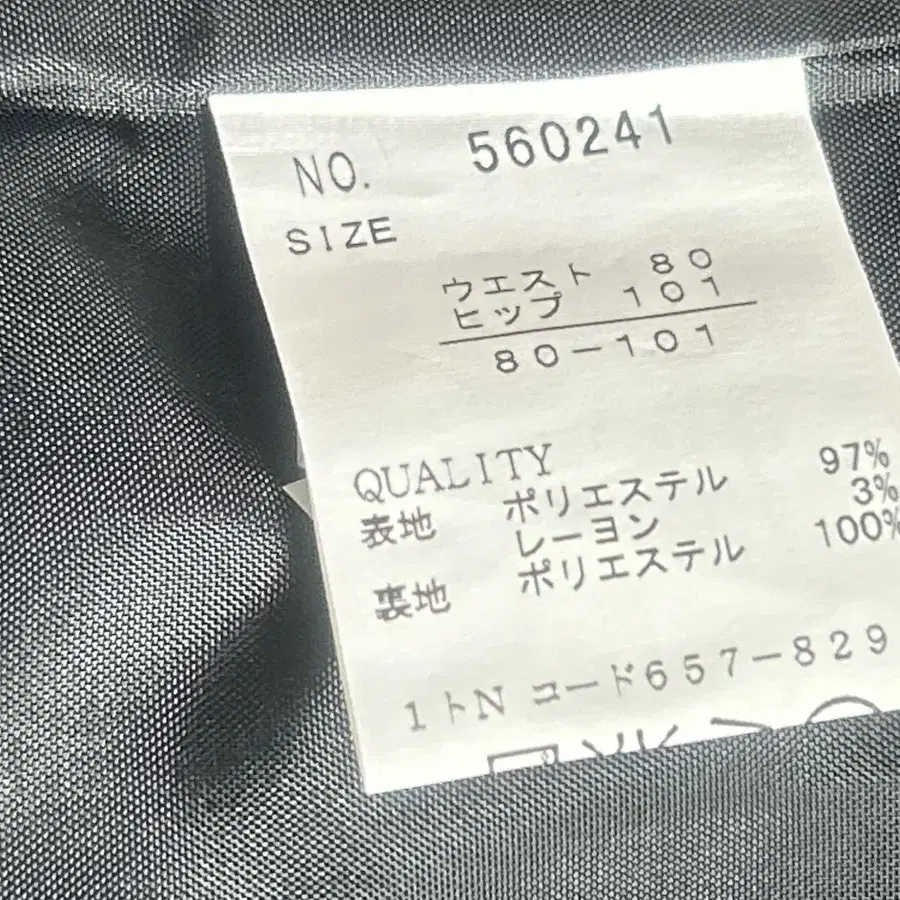 NO. 560241
SIZE
ウエスト 80
ヒップ 101
80-101
QUALITY
表地 ポリエステル 97%
レーヨン 3%
裏地 ポリエステル 100%
1トN コード657-829